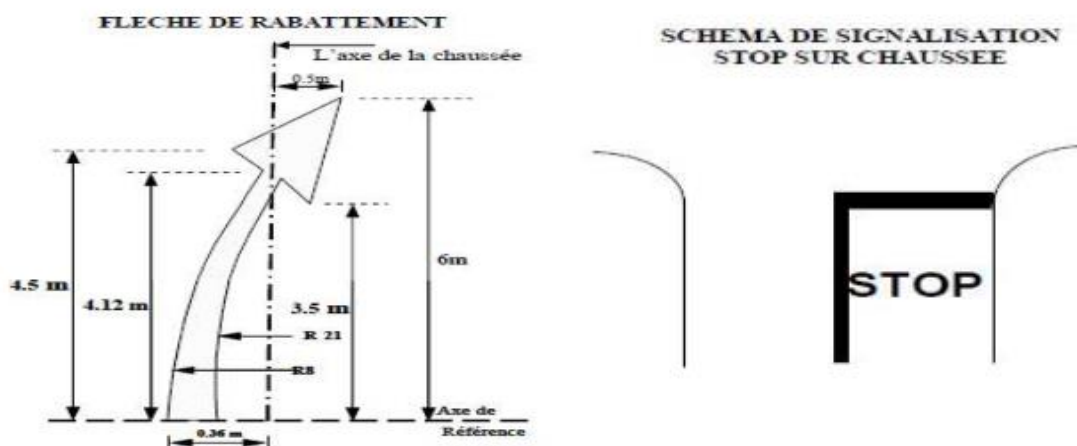 FLECHE DE RABATTEMENT
L'axe de la chaussée
0.5m
4.5 m
4.12 m
3.5 m
6m
R 21
R8
Axe de
Référence
0.36 m
SCHEMA DE SIGNALISATION
STOP SUR CHAUSSEE
STOP